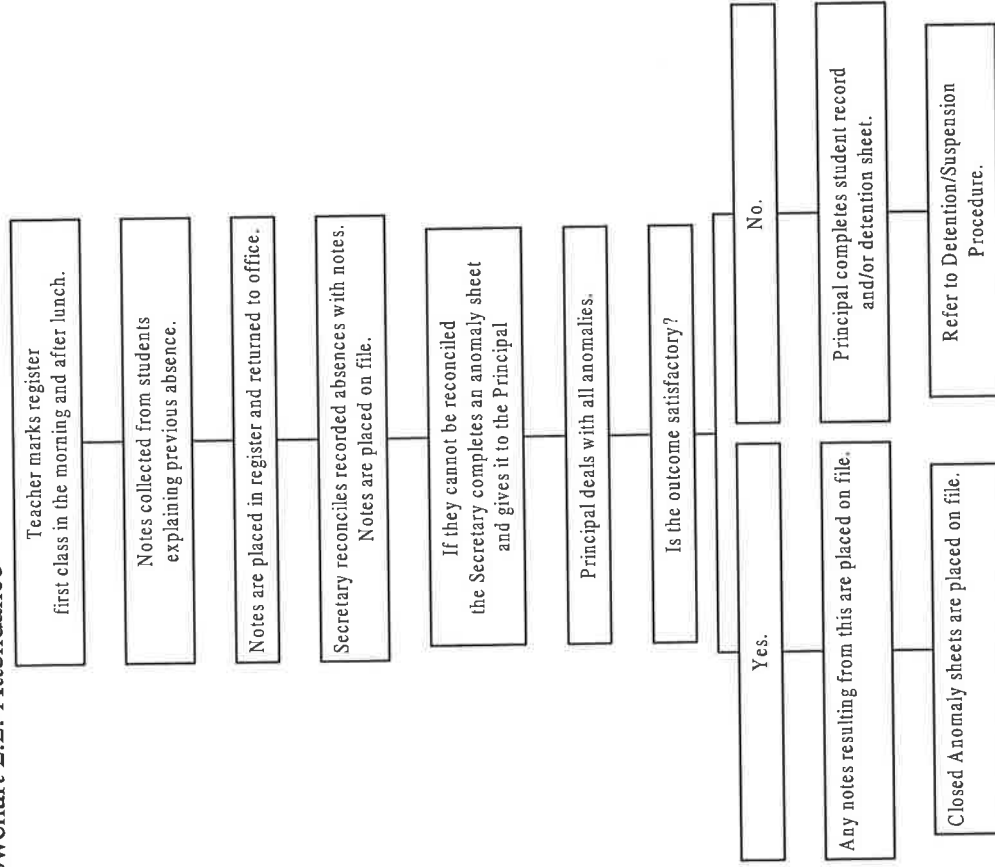 owchart 2.2: Attendance
Teacher marks register
first class in the morning and after lunch.
Notes collected from students
explaining previous absence.
Notes are placed in register and returned to office.
Secretary reconciles recorded absences with notes.
Notes are placed on file.
If they cannot be reconciled
the Secretary completes an anomaly sheet
and gives it to the Principal
Principal deals with all anomalies.
Is the outcome satisfactory?
Yes.
Any notes resulting from this are placed on file.
Closed Anomaly sheets are placed on file.
No.
Principal completes student record
and/or detention sheet.
Refer to Detention/Suspension
Procedure.